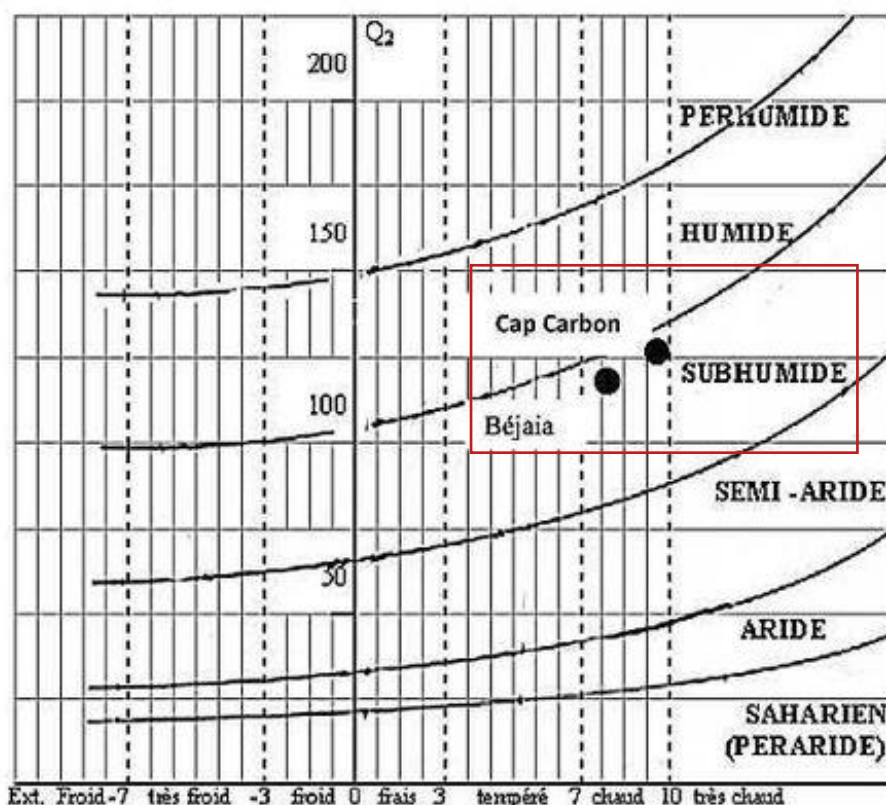 Q2
200
PERHUMIDE
150
HUMIDE
Cap Carbon
SUBHUMIDE
100
Béjaia
SEMI -ARIDE
50
ARIDE
SAHARIEN
(PERARIDE)
Ext. Froid -7 très froid -3 froid 0 frais 3 tempéré 7 chaud 10 très chaud